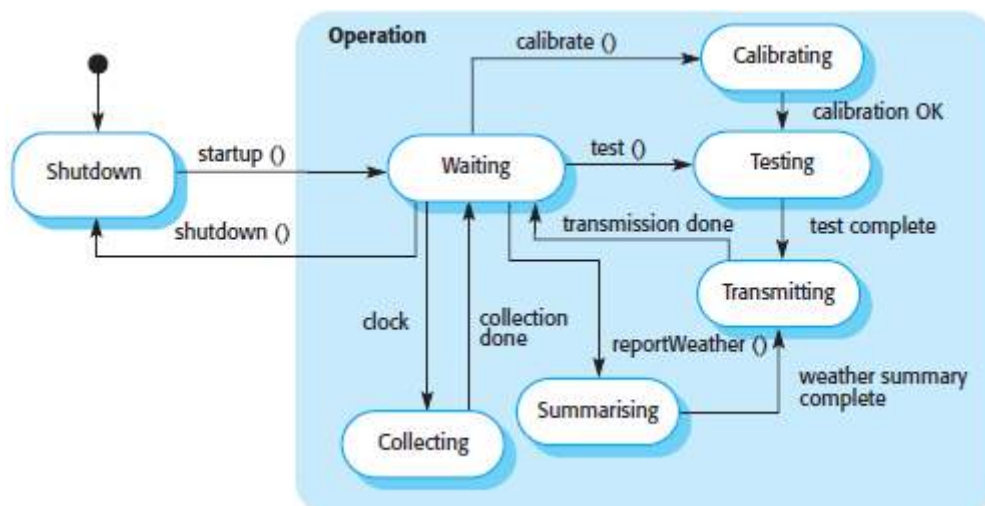 Operation
calibrate ()
Calibrating
calibration OK
Shutdown
startup ()
Waiting
test ()
Testing
shutdown ()
transmission done
test complete
Transmitting
clock
collection
done
reportWeather ()
weather summary
complete
Summarising
Collecting